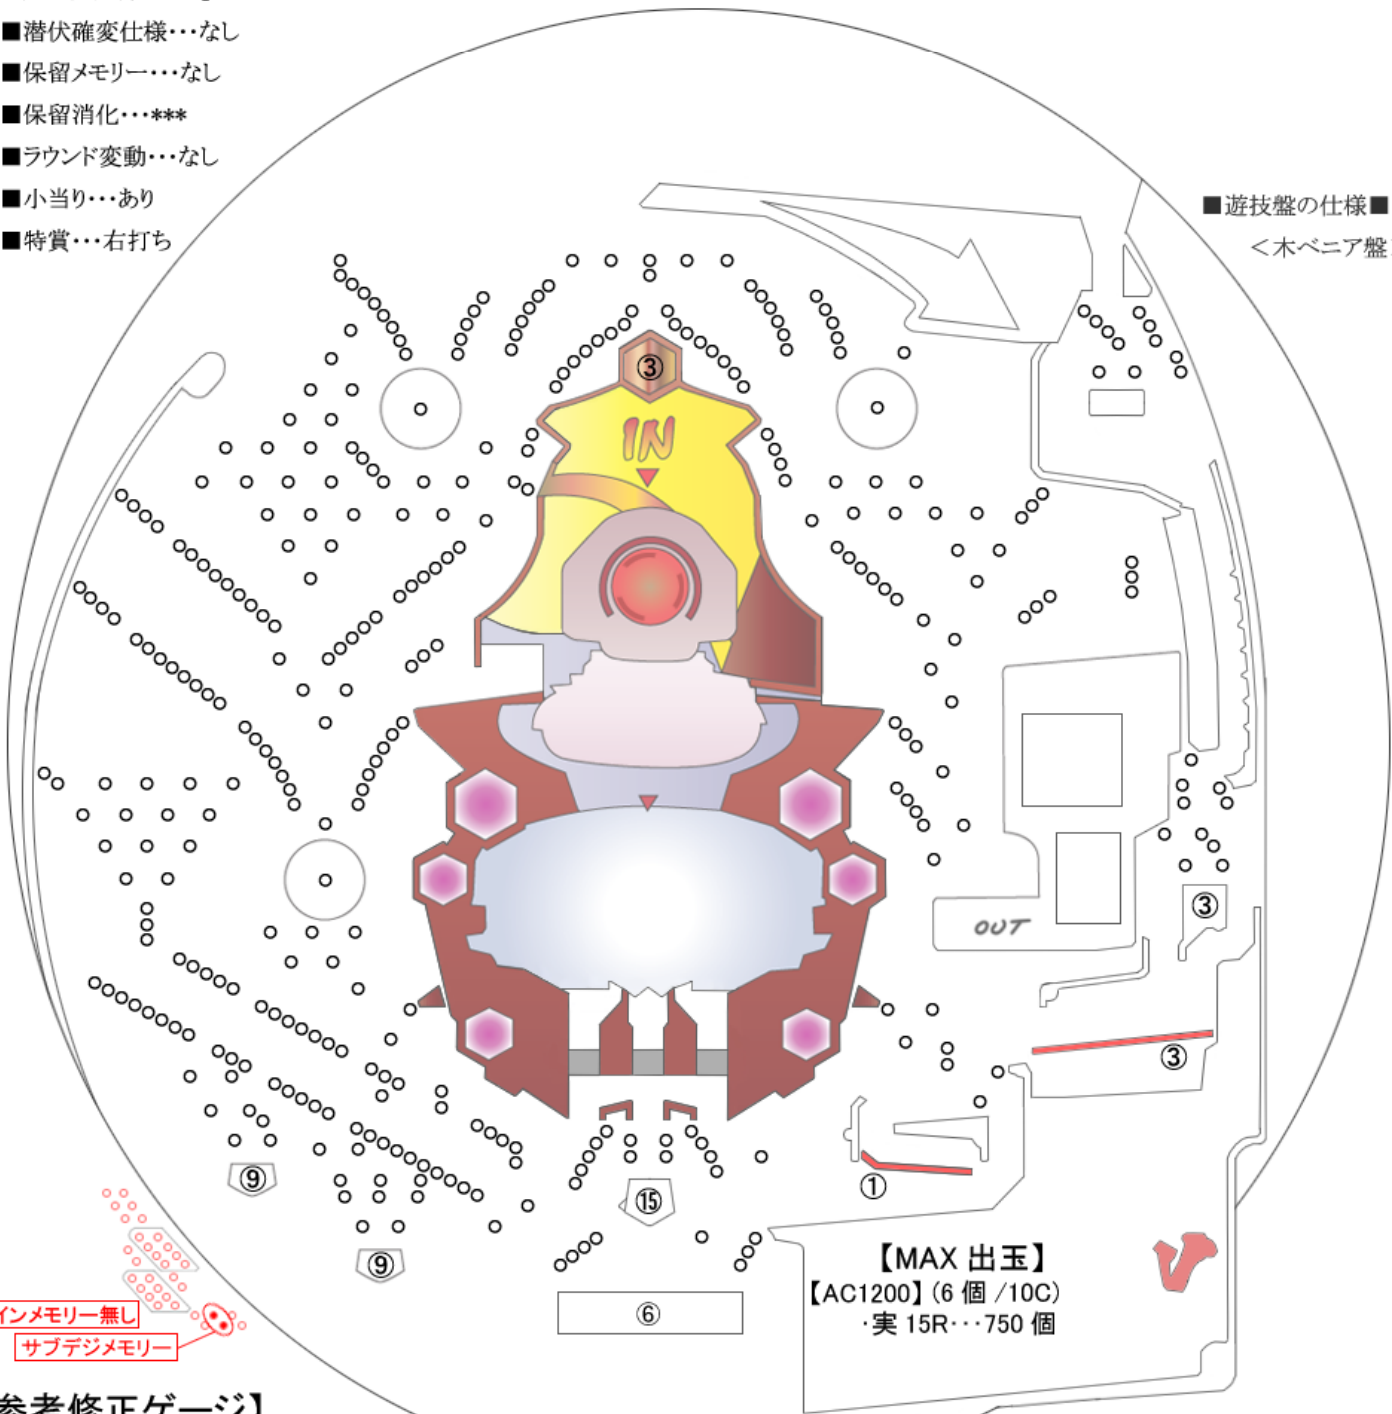 ■潜伏確変仕様・・・なし
■保留メモリー・・・なし
■保留消化・・・***
■ラウンド変動・・・なし
■小当り・・・あり
■特賞・・・右打ち
■遊技盤の仕様■
＜木ベニア盤
③
IN
③
OUT
③
①
⑨
⑮
⑨
⑥
【MAX 出玉】
【AC1200】(6 個 /10C)
・実 15R・・・750 個
インメモリー無し
サブデジメモリー
参考修正ゲージ】